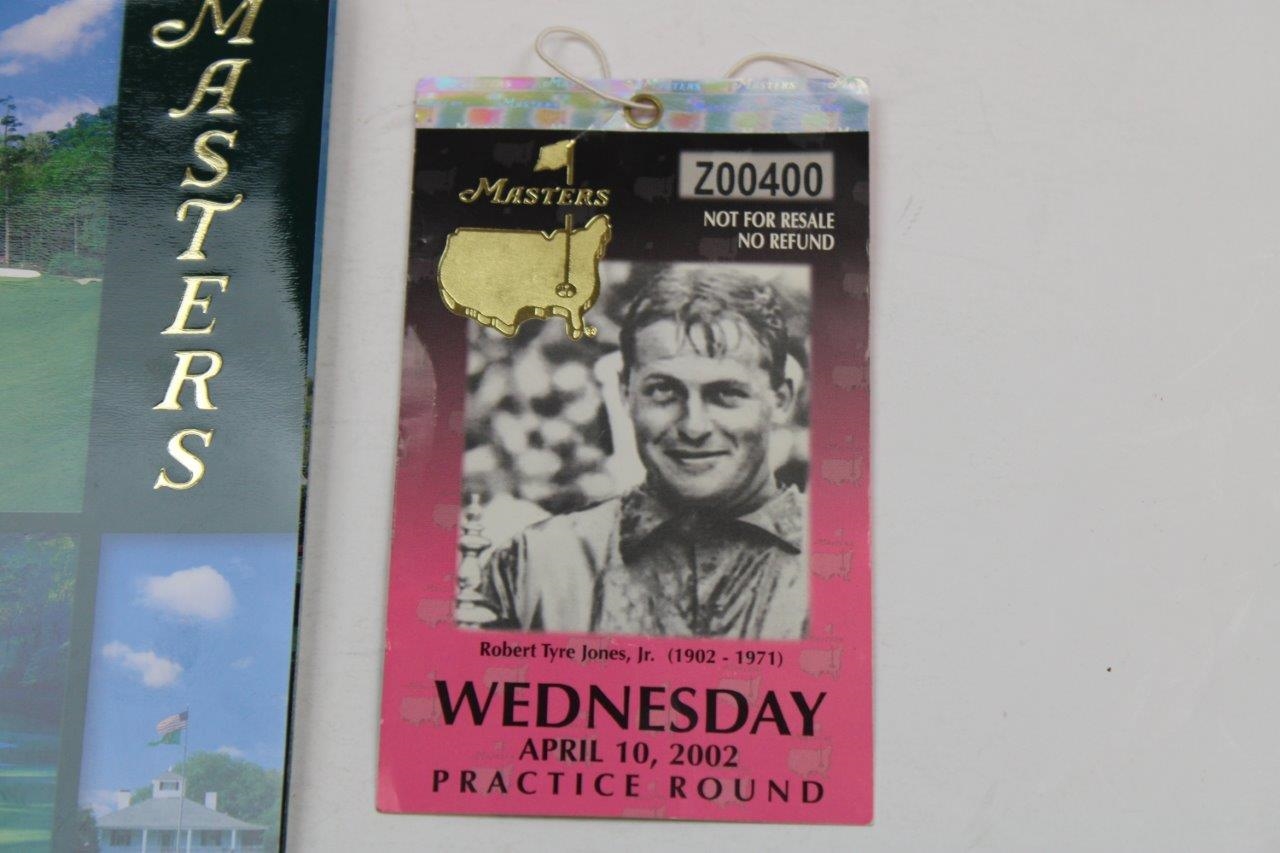 MASTERS
MASTERS
Z00400
NOT FOR RESALE
NO REFUND
Robert Tyre Jones, Jr. (1902 - 1971)
WEDNESDAY
APRIL 10, 2002
PRACTICE ROUND